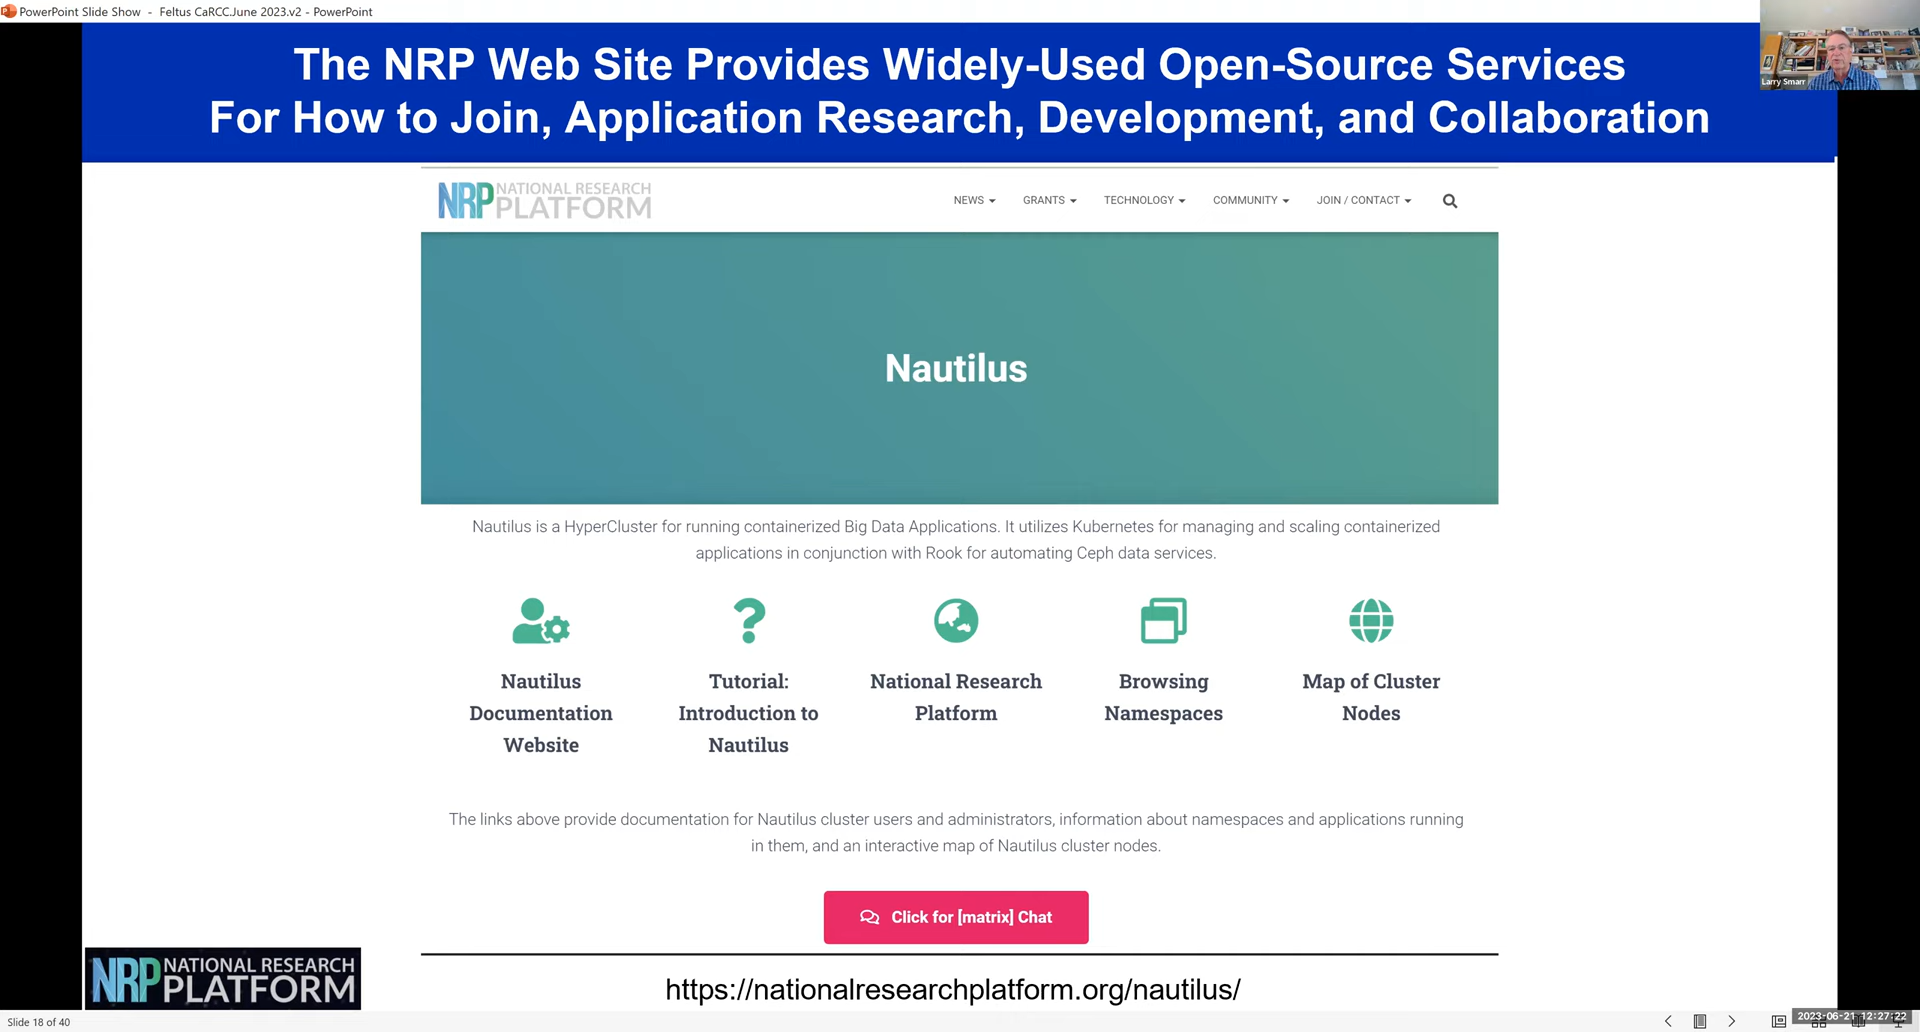 PowerPoint Slide Show - Feltus CaRCC.June 2023.v2 - PowerPoint
The NRP Web Site Provides Widely-Used Open-Source Services
For How to Join, Application Research, Development, and Collaboration
Larry Smarr
NRP NATIONAL RESEARCH
PLATFORM
NEWS GRANTS TECHNOLOGY COMMUNITY JOIN / CONTACT
Nautilus
Nautilus is a HyperCluster for running containerized Big Data Applications. It utilizes Kubernetes for managing and scaling containerized
applications in conjunction with Rook for automating Ceph data services.
Nautilus
Documentation
Website
Tutorial:
Introduction to
Nautilus
National Research
Platform
Browsing
Namespaces
Map of Cluster
Nodes
The links above provide documentation for Nautilus cluster users and administrators, information about namespaces and applications running
in them, and an interactive map of Nautilus cluster nodes.
Click for [matrix] Chat
NRP NATIONAL RESEARCH
PLATFORM
https://nationalresearchplatform.org/nautilus/
Slide 18 of 40
2023-06-21 12:27:22